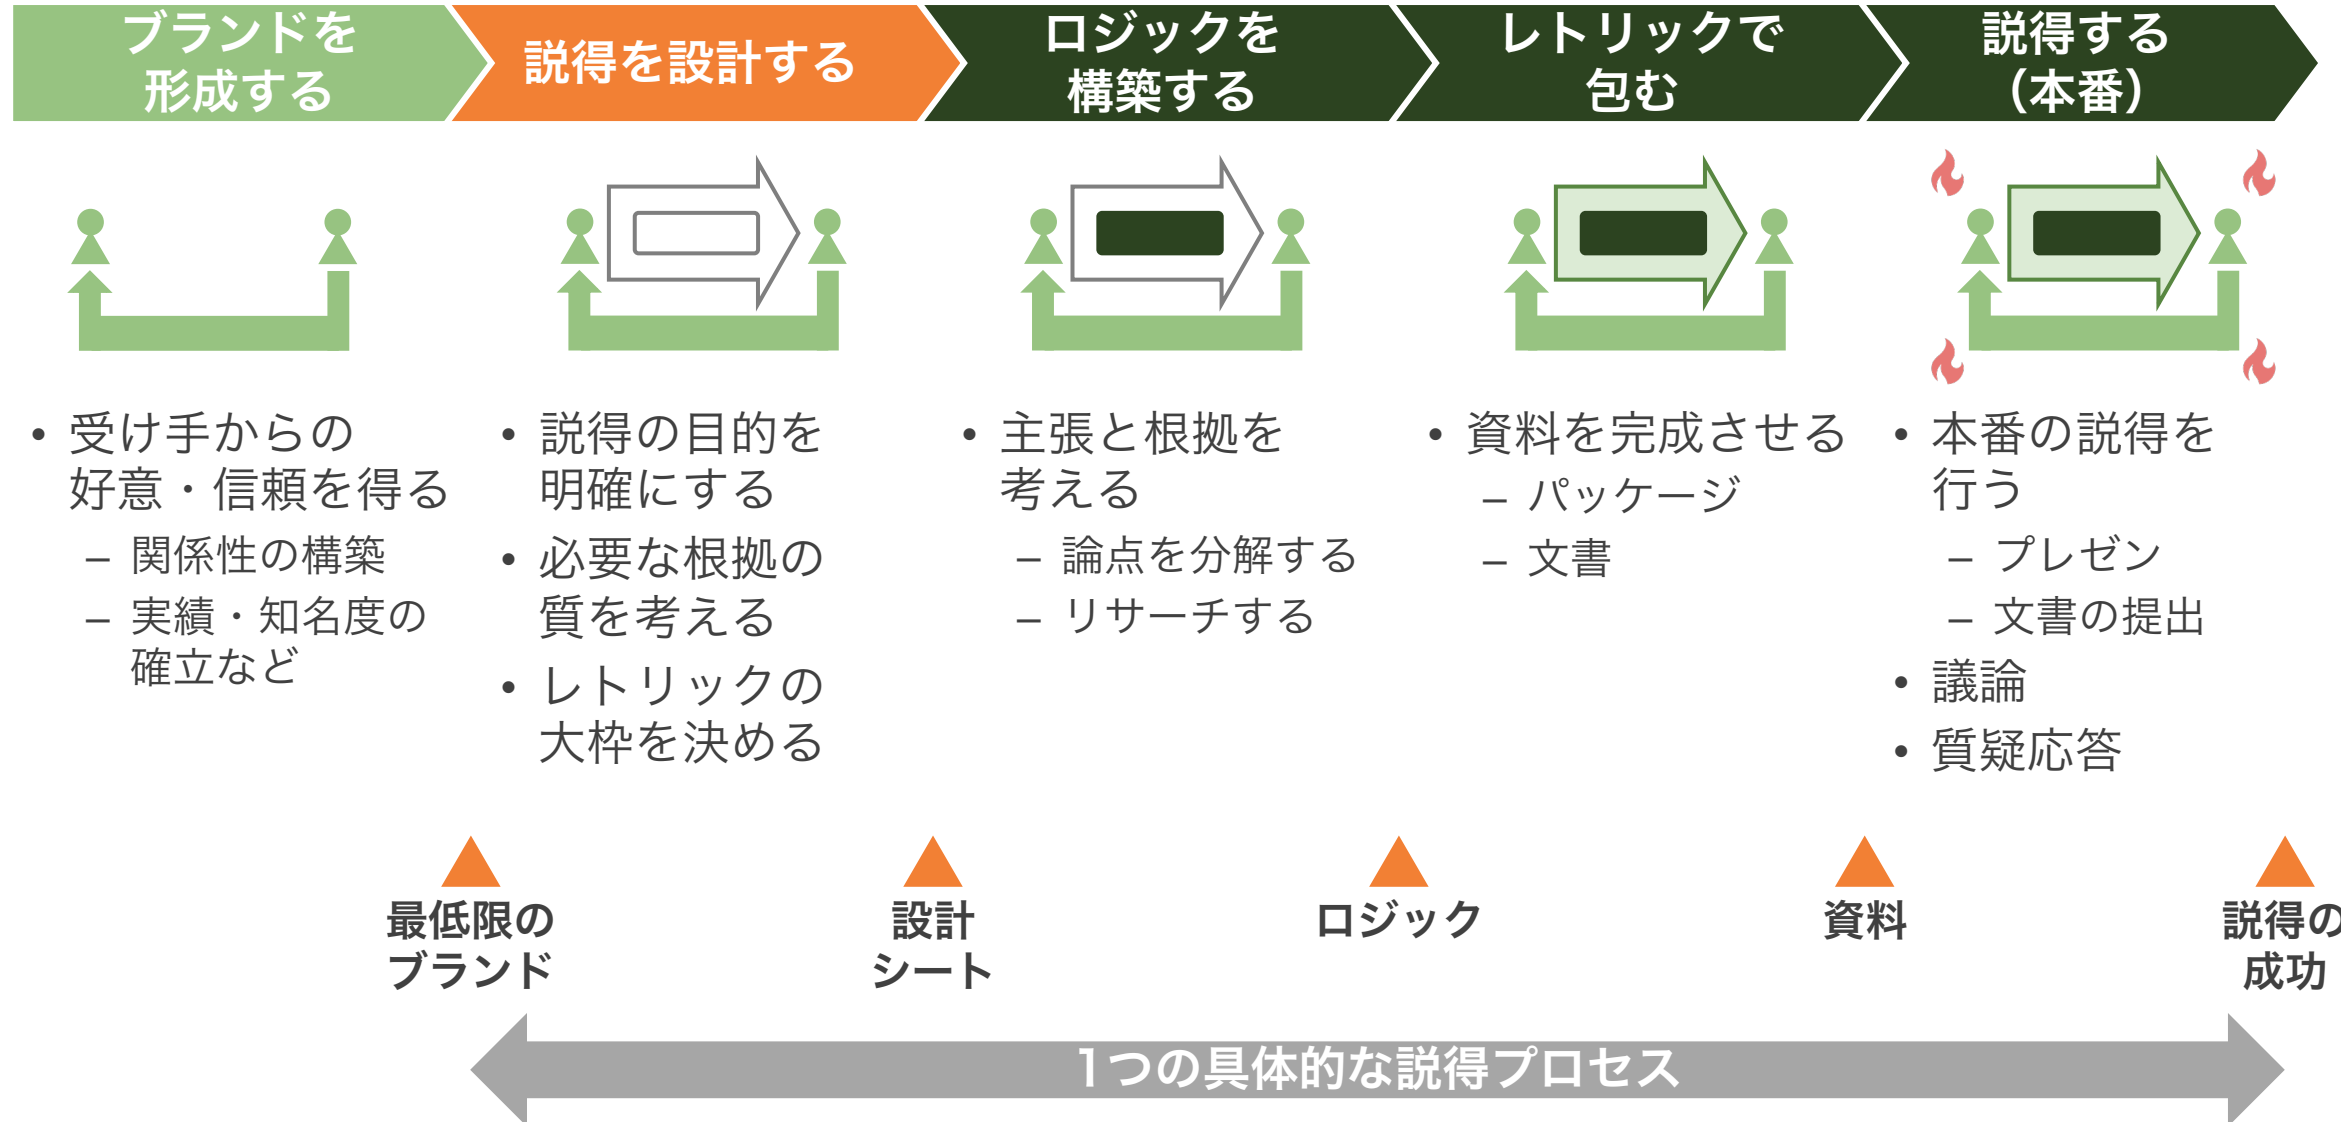 ブランドを
形成する
説得を設計する
ロジックを
構築する
レトリックで
包む
説得する
（本番）
• 受け手からの
好意・信頼を得る
– 関係性の構築
– 実績・知名度の
確立など
• 説得の目的を
明確にする
• 必要な根拠の
質を考える
• レトリックの
大枠を決める
• 主張と根拠を
考える
– 論点を分解する
– リサーチする
• 資料を完成させる
– パッケージ
– 文書
• 本番の説得を
行う
– プレゼン
– 文書の提出
• 議論
• 質疑応答
最低限の
ブランド
設計
シート
ロジック
資料
説得の
成功
1つの具体的な説得プロセス